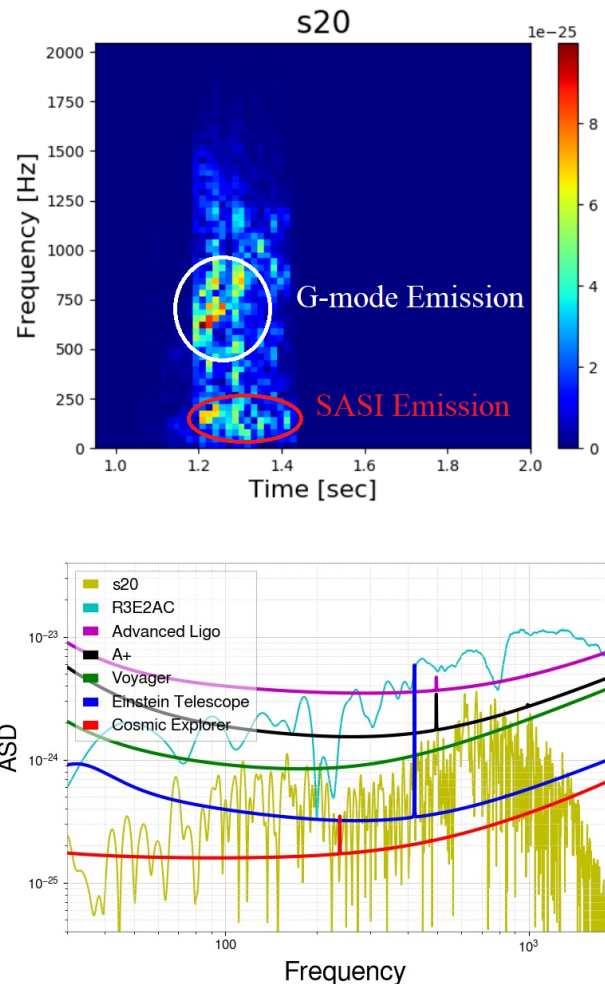 s20
1e−25
2000
1750
1500
1250
1000
750
500
250
0
Frequency [Hz]
G-mode Emission
SASI Emission
8
6
4
2
0
1.0 1.2 1.4 1.6 1.8 2.0
Time [sec]
s20
R3E2AC
Advanced Ligo
A+
Voyager
Einstein Telescope
Cosmic Explorer
10⁻²³
10⁻²⁴
10⁻²⁵
ASD
100 10³
Frequency